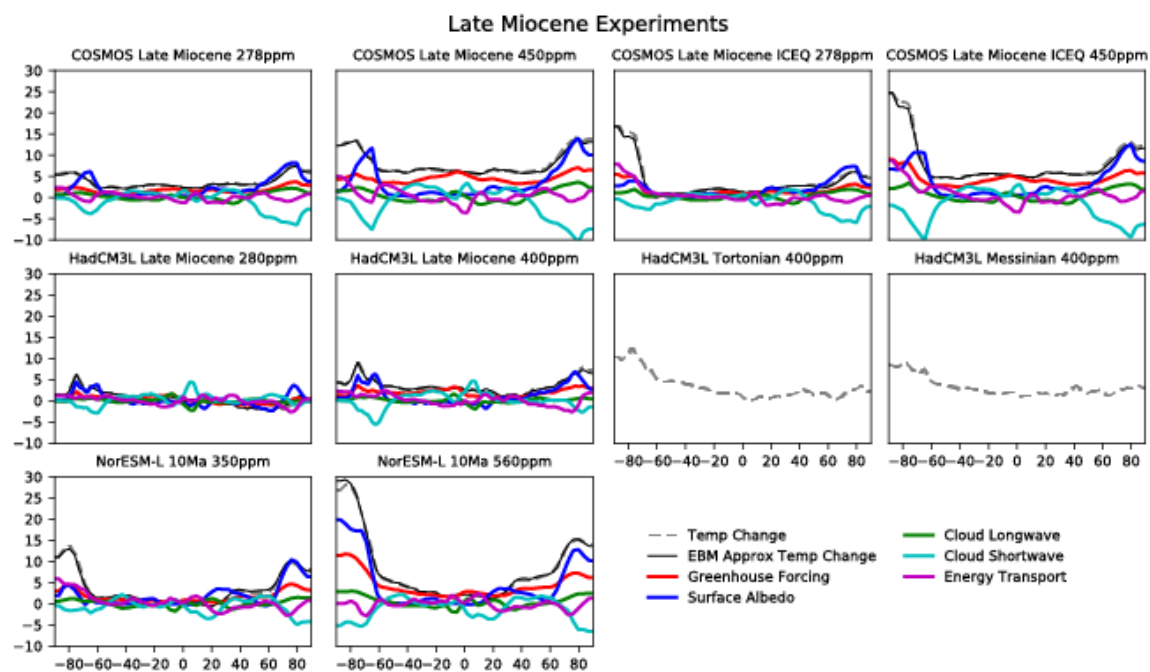 Late Miocene Experiments
COSMOS Late Miocene 278ppm COSMOS Late Miocene 450ppm COSMOS Late Miocene ICEQ 278ppm COSMOS Late Miocene ICEQ 450ppm
30
25
20
15
10
5
0
−5
−10
HadCM3L Late Miocene 280ppm HadCM3L Late Miocene 400ppm HadCM3L Tortonian 400ppm HadCM3L Messinian 400ppm
30
25
20
15
10
5
0
−5
−10
−80 −60 −40 −20 0 20 40 60 80 −80 −60 −40 −20 0 20 40 60 80
NorESM-L 10Ma 350ppm NorESM-L 10Ma 560ppm
30
25
20
15
10
5
0
−5
−10
−80 −60 −40 −20 0 20 40 60 80 −80 −60 −40 −20 0 20 40 60 80
Temp Change
EBM Approx Temp Change
Greenhouse Forcing
Surface Albedo
Cloud Longwave
Cloud Shortwave
Energy Transport